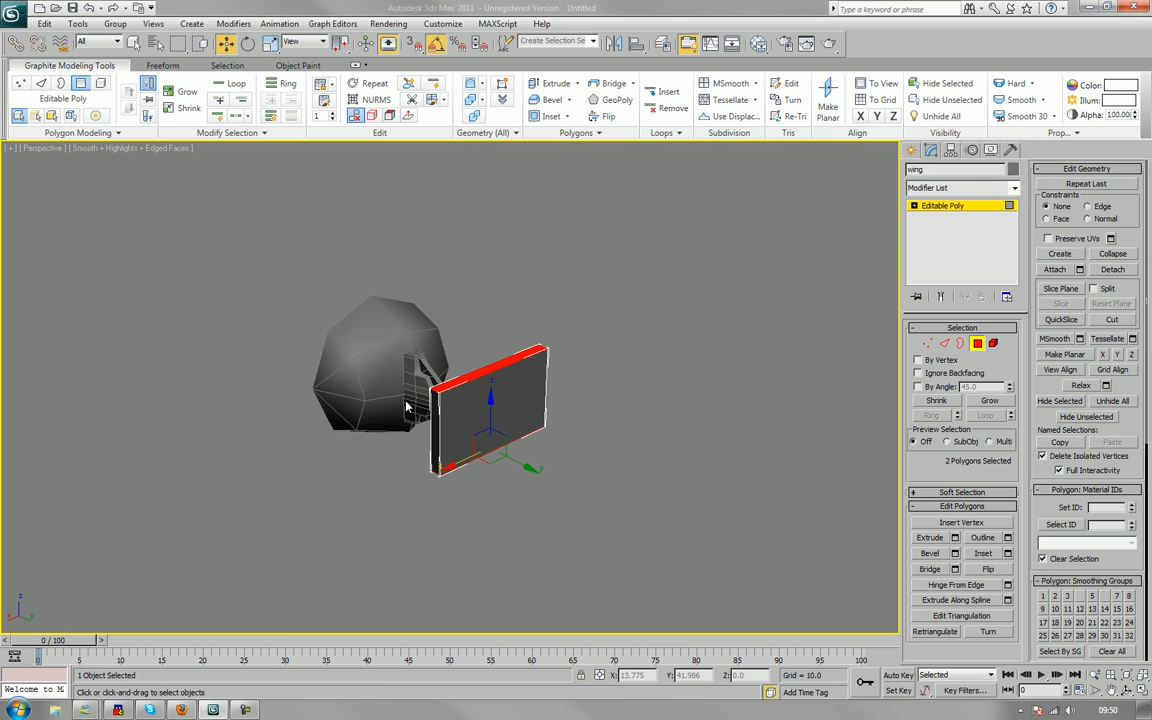 Autodesk 3ds Max 2011 - Unregistered Version Untitled
Type a keyword or phrase
Edit Tools Group Views Create Modifiers Animation Graph Editors Rendering Customize MAXScript Help
All View Create Selection Se
Graphite Modeling Tools Freeform Selection Object Paint
Grow Loop Ring Repeat Extrude Bridge Insert MSmooth Edit To View Hide Selected Hard Color:
Editable Poly Shrink NURMS Bevel GeoPoly Remove Tessellate Turn Make Planar To Grid Hide Unselected Smooth Illum:
1 Inset Flip Use Displac... Re-Tri X Y Z Unhide All Smooth 30 Alpha: 100.00
Polygon Modeling Modify Selection Edit Geometry (All) Polygons Loops Subdivision Tris Align Visibility Prop...
[ + ] [ Perspective ] [ Smooth + Highlights + Edged Faces ]
wing
Modifier List
Editable Poly
Selection
By Vertex
Ignore Backfacing
By Angle: 45.0
Shrink Grow
Ring Loop
Preview Selection
Off SubObj Multi
2 Polygons Selected
Soft Selection
Edit Polygons
Insert Vertex
Extrude Outline
Bevel Inset
Bridge Flip
Hinge From Edge
Extrude Along Spline
Edit Triangulation
Retriangulate Turn
Edit Geometry
Repeat Last
Constraints
None Edge
Face Normal
Preserve UVs
Create Collapse
Attach Detach
Slice Plane Split
Slice Reset Plane
QuickSlice Cut
MSmooth Tessellate
Make Planar X Y Z
View Align Grid Align
Relax
Hide Selected Unhide All
Hide Unselected
Named Selections:
Copy Paste
Delete Isolated Vertices
Full Interactivity
Polygon: Material IDs
Set ID:
Select ID
Clear Selection
Polygon: Smoothing Groups
1 2 3 5 7 8
9 10 11 12 13 14 15 16
17 18 19 20 21 22 23 24
25 26 27 28 29 30 31 32
Select By SG Clear All
z
y
x
z
y
0 / 100
0 5 10 15 20 25 30 35 40 45 50 55 60 65 70 75 80 85 90 95 100
1 Object Selected X: 13.775 Y: 41.986 Z: 0.0 Grid = 10.0 Auto Key Selected
Welcome to M Click or click-and-drag to select objects Add Time Tag Set Key Key Filters... 0
09:50